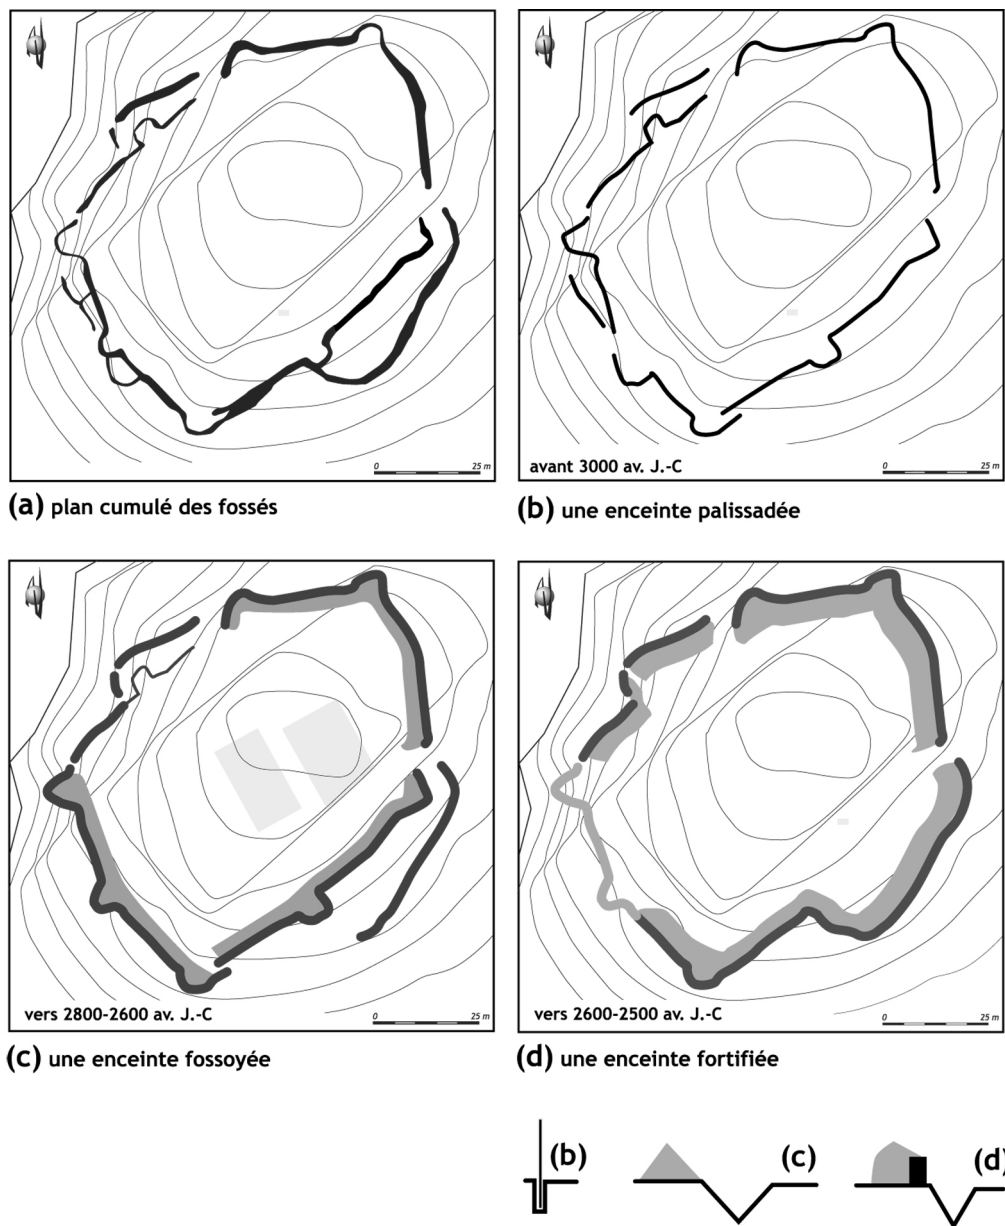 0 25 m
(a) plan cumulé des fossés
avant 3000 av. J.-C
0 25 m
(b) une enceinte palissadée
vers 2800-2600 av. J.-C
0 25 m
(c) une enceinte fossoyée
vers 2600-2500 av. J.-C
0 25 m
(d) une enceinte fortifiée
(b)
(c)
(d)